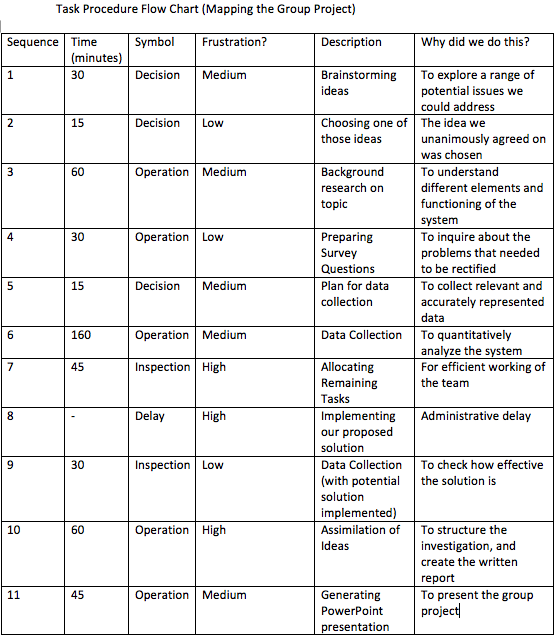 Task Procedure Flow Chart (Mapping the Group Project)
Sequence Time (minutes) Symbol Frustration? Description Why did we do this?
1 30 Decision Medium Brainstorming ideas To explore a range of potential issues we could address
2 15 Decision Low Choosing one of those ideas The idea we unanimously agreed on was chosen
3 60 Operation Medium Background research on topic To understand different elements and functioning of the system
4 30 Operation Low Preparing Survey Questions To inquire about the problems that needed to be rectified
5 15 Decision Medium Plan for data collection To collect relevant and accurately represented data
6 160 Operation Medium Data Collection To quantitatively analyze the system
7 45 Inspection High Allocating Remaining Tasks For efficient working of the team
8 - Delay High Implementing our proposed solution Administrative delay
9 30 Inspection Low Data Collection (with potential solution implemented) To check how effective the solution is
10 60 Operation High Assimilation of Ideas To structure the investigation, and create the written report
11 45 Operation Medium Generating PowerPoint presentation To present the group project